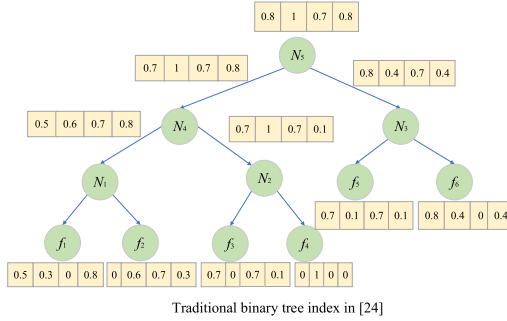 0.8 1 0.7 0.8
N5
0.7 1 0.7 0.8
0.8 0.4 0.7 0.4
0.5 0.6 0.7 0.8
N4
0.7 1 0.7 0.1
N3
N1
N2
f5
f6
0.7 0.1 0.7 0.1
0.8 0.4 0 0.4
f1
f2
f3
f4
0.5 0.3 0 0.8
0 0.6 0.7 0.3
0.7 0 0.7 0.1
0 1 0 0
Traditional binary tree index in [24]